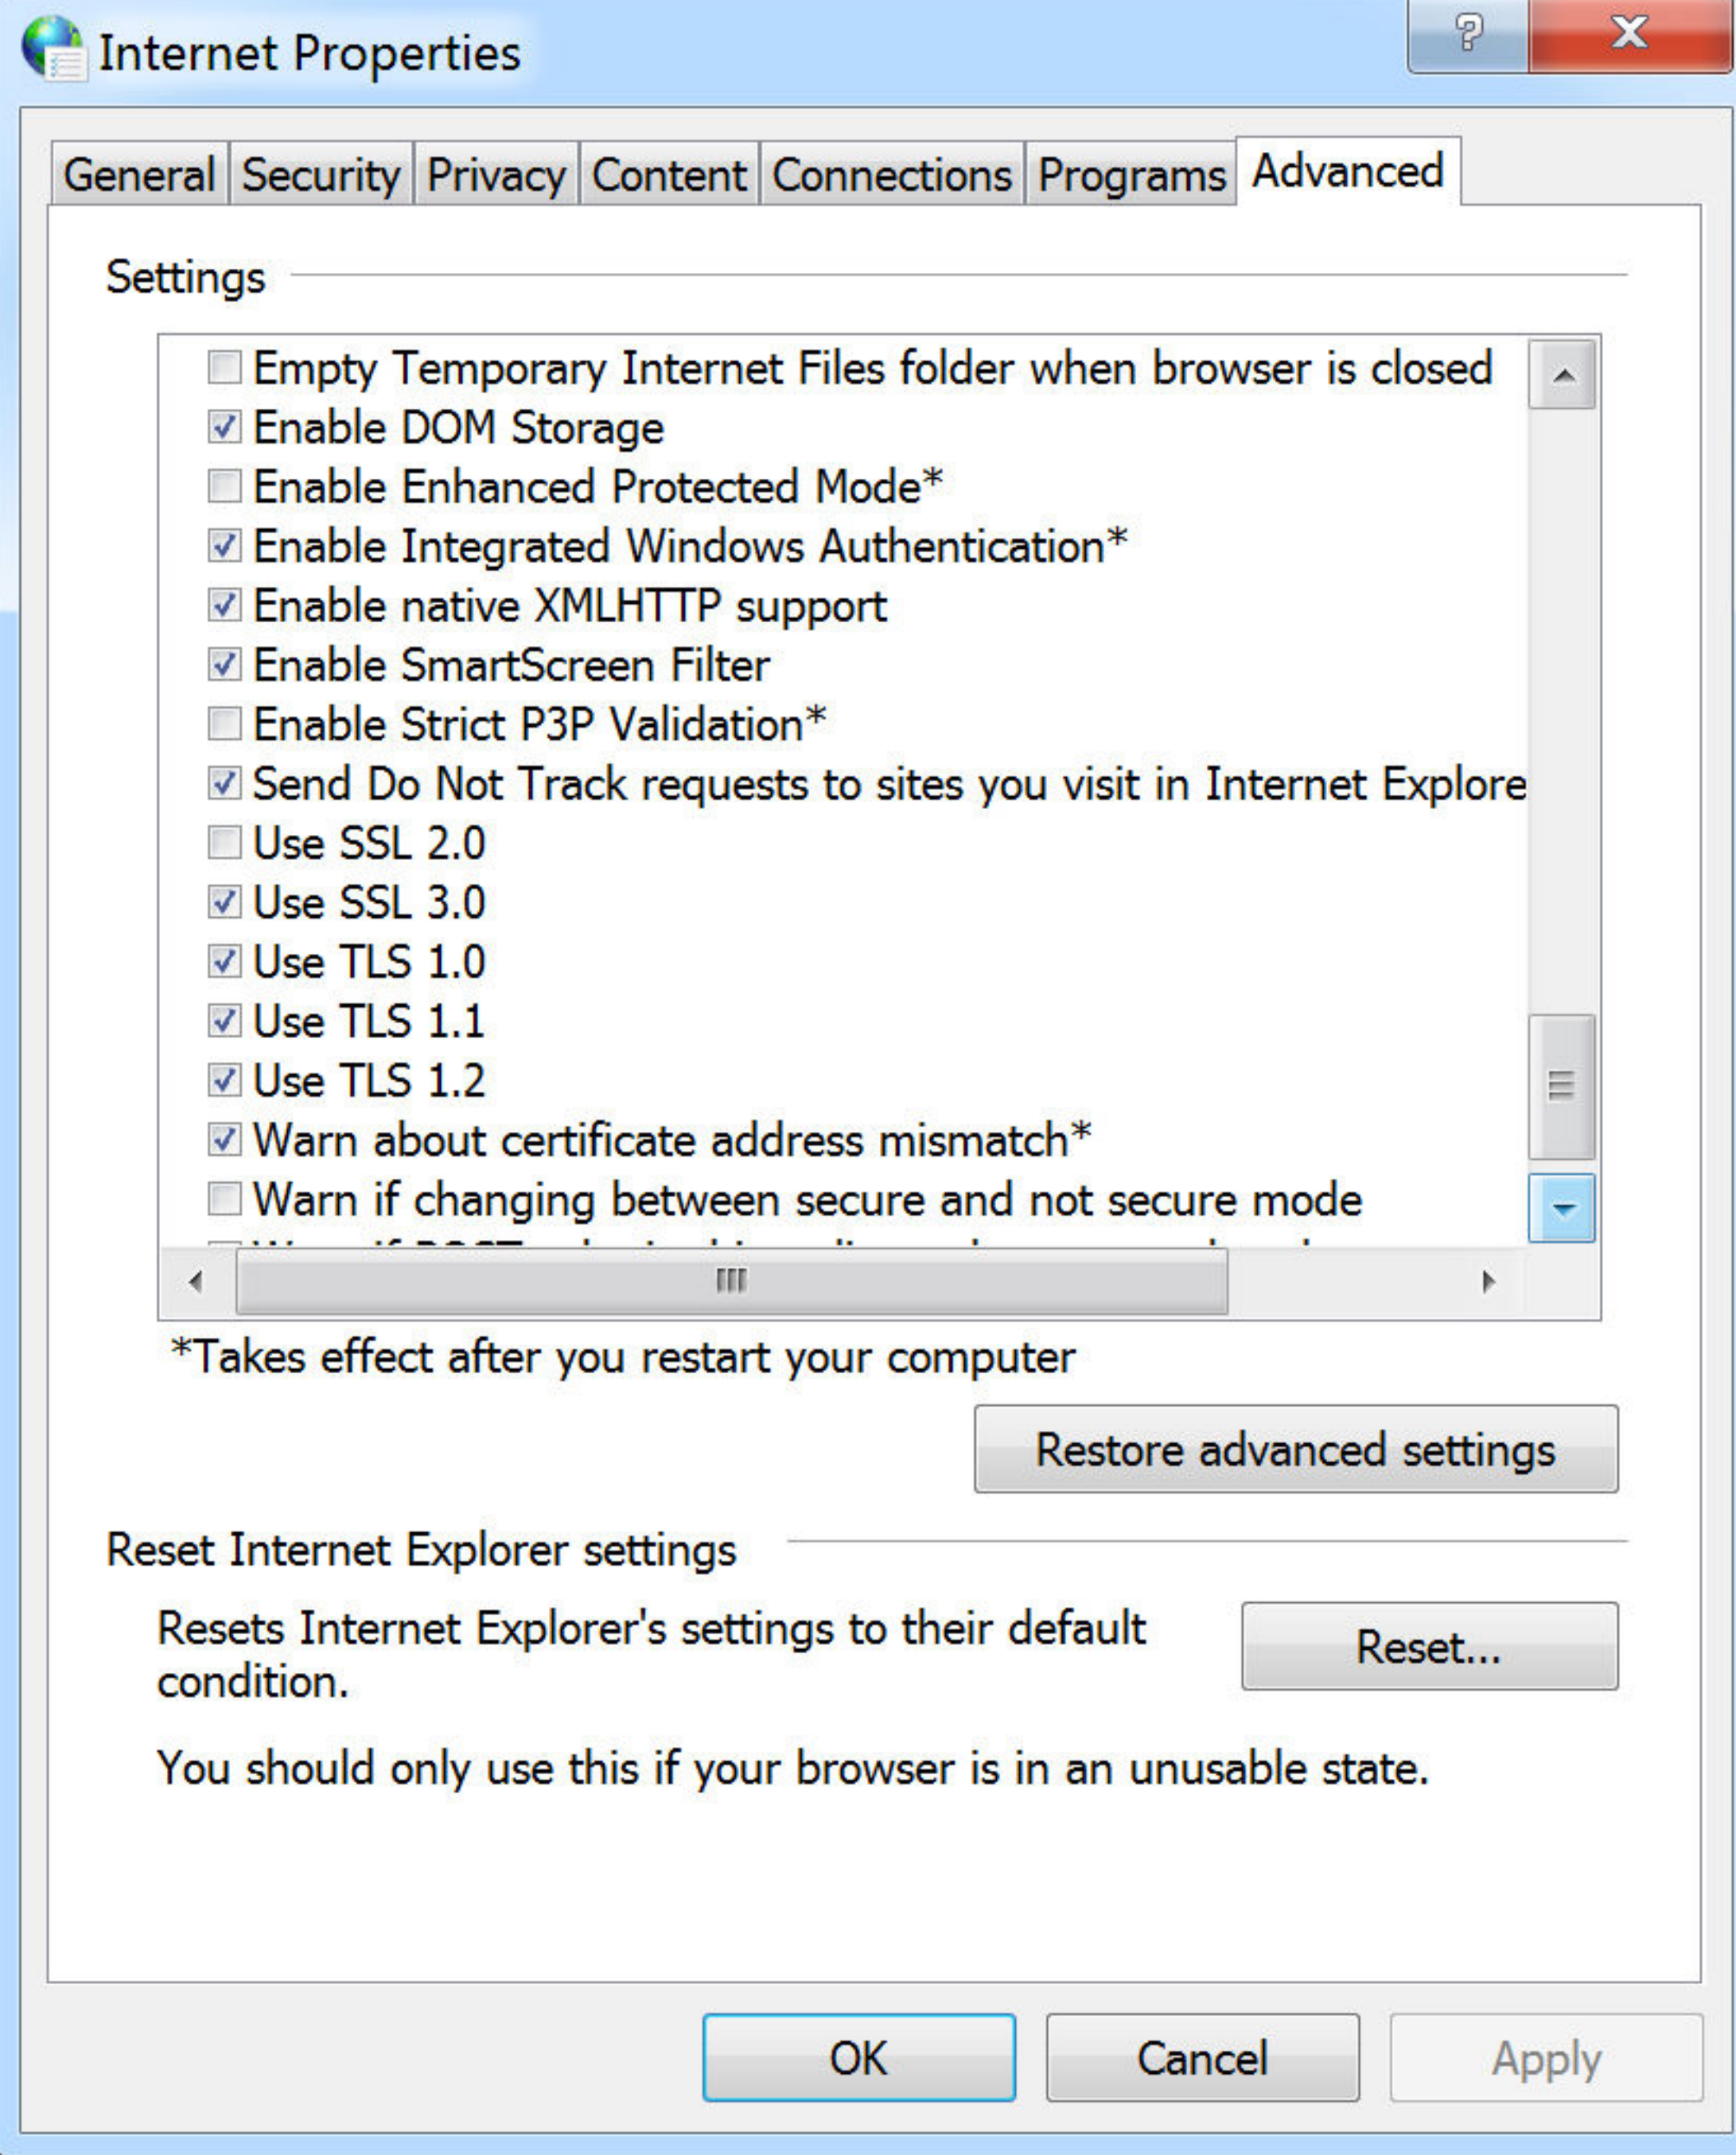 Internet Properties
General Security Privacy Content Connections Programs Advanced
Settings
Empty Temporary Internet Files folder when browser is closed
Enable DOM Storage
Enable Enhanced Protected Mode*
Enable Integrated Windows Authentication*
Enable native XMLHTTP support
Enable SmartScreen Filter
Enable Strict P3P Validation*
Send Do Not Track requests to sites you visit in Internet Explore
Use SSL 2.0
Use SSL 3.0
Use TLS 1.0
Use TLS 1.1
Use TLS 1.2
Warn about certificate address mismatch*
Warn if changing between secure and not secure mode
*Takes effect after you restart your computer
Restore advanced settings
Reset Internet Explorer settings
Resets Internet Explorer's settings to their default
condition.
Reset...
You should only use this if your browser is in an unusable state.
OK Cancel Apply